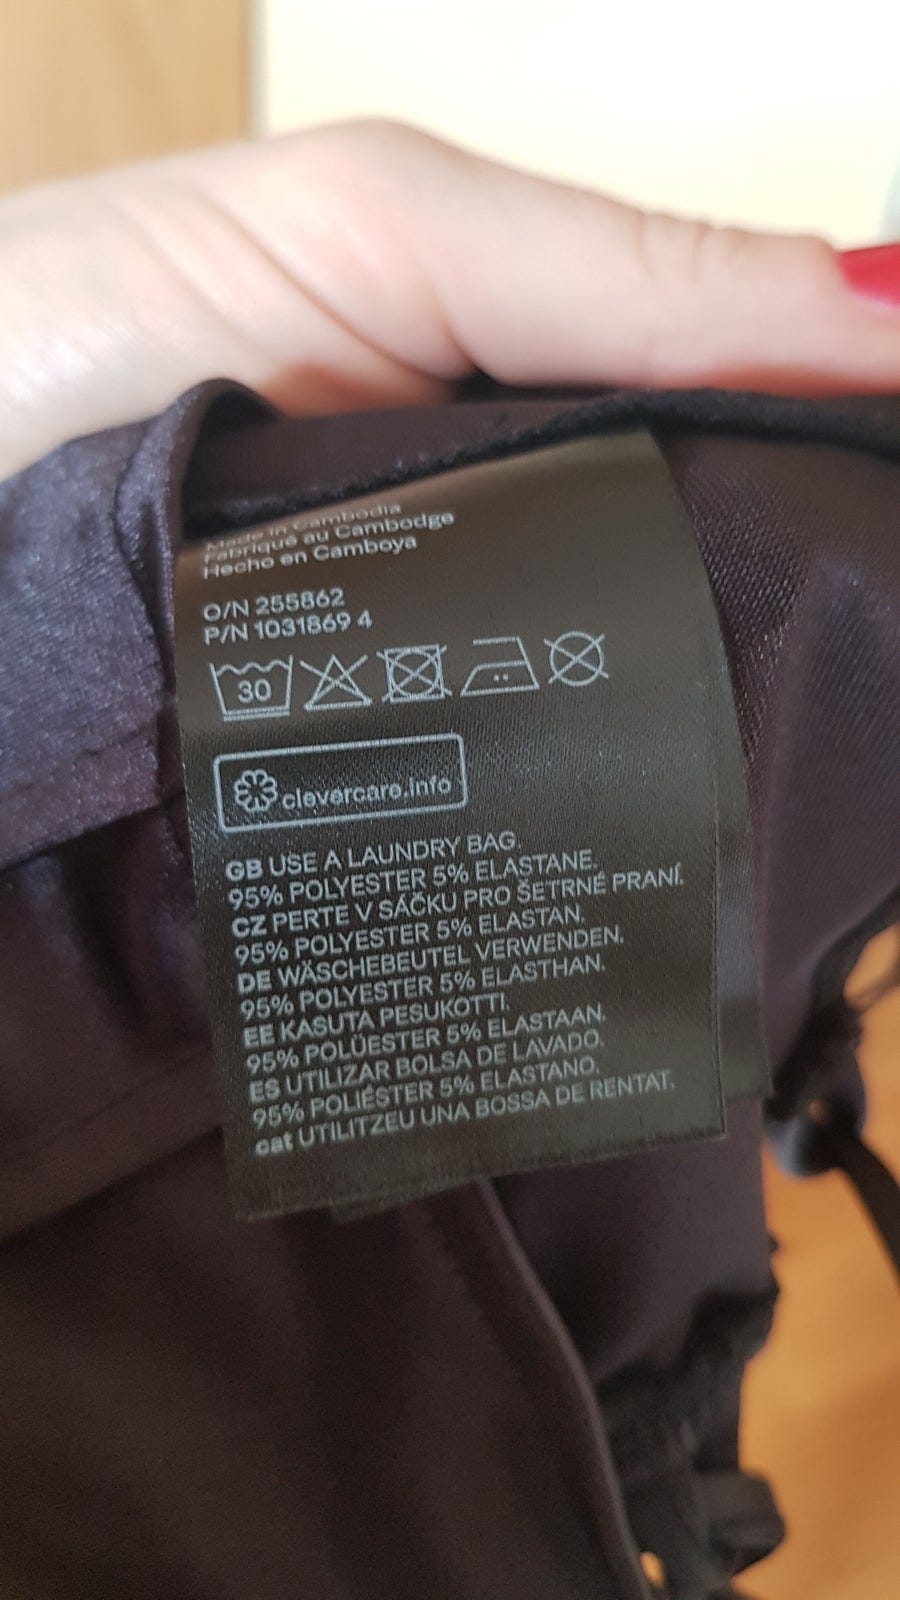 Made in Cambodia
Fabriqué au Cambodge
Hecho en Camboya
O/N 255862
P/N 1031869 4
30
clevercare.info
GB USE A LAUNDRY BAG.
95% POLYESTER 5% ELASTANE.
CZ PERTE V SÁČKU PRO ŠETRNÉ PRANÍ.
95% POLYESTER 5% ELASTAN.
DE WÄSCHEBEUTEL VERWENDEN.
95% POLYESTER 5% ELASTHAN.
EE KASUTA PESUKOTTI.
95% POLÜESTER 5% ELASTAAN.
ES UTILIZAR BOLSA DE LAVADO.
95% POLIÉSTER 5% ELASTANO.
cat UTILITZEU UNA BOSSA DE RENTAT.